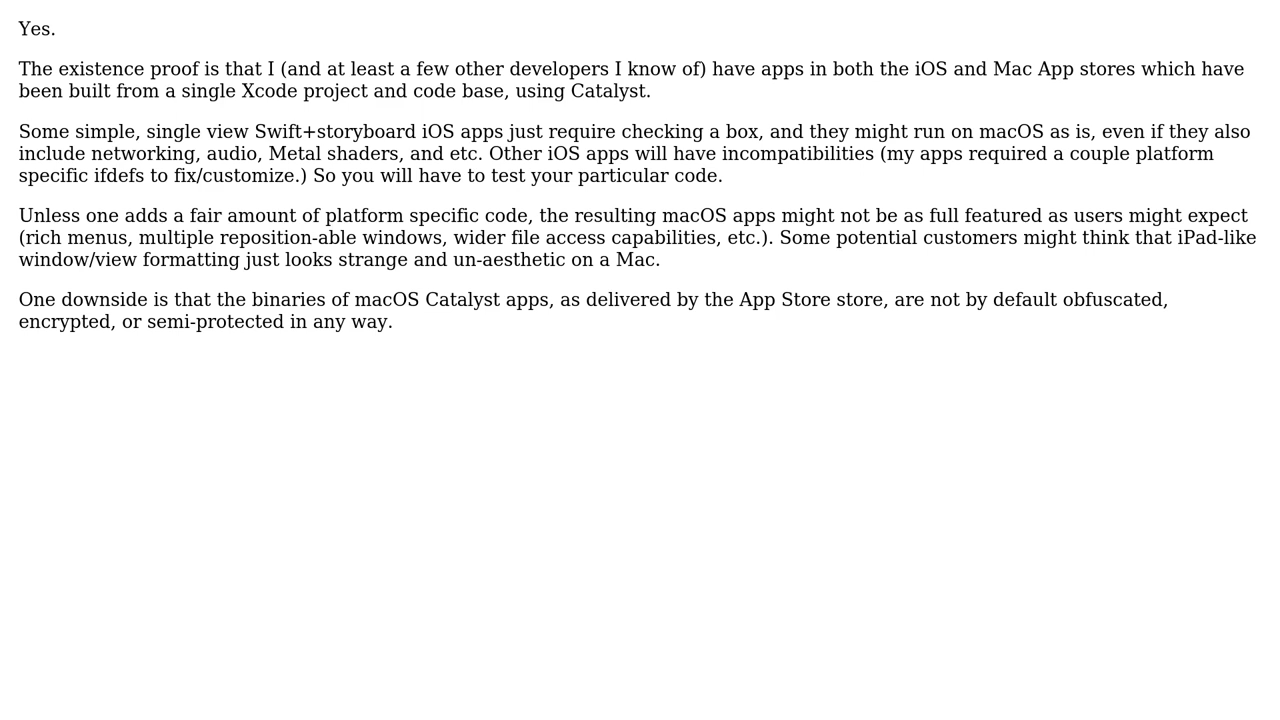 Yes.
The existence proof is that I (and at least a few other developers I know of) have apps in both the iOS and Mac App stores which have
been built from a single Xcode project and code base, using Catalyst.
Some simple, single view Swift+storyboard iOS apps just require checking a box, and they might run on macOS as is, even if they also
include networking, audio, Metal shaders, and etc. Other iOS apps will have incompatibilities (my apps required a couple platform
specific ifdefs to fix/customize.) So you will have to test your particular code.
Unless one adds a fair amount of platform specific code, the resulting macOS apps might not be as full featured as users might expect
(rich menus, multiple reposition-able windows, wider file access capabilities, etc.). Some potential customers might think that iPad-like
window/view formatting just looks strange and un-aesthetic on a Mac.
One downside is that the binaries of macOS Catalyst apps, as delivered by the App Store store, are not by default obfuscated,
encrypted, or semi-protected in any way.